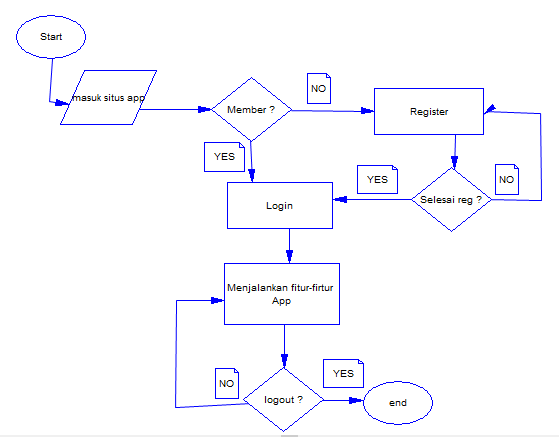 Start
masuk situs app
Member ?
NO
Register
YES
YES
Selesai reg ?
NO
Login
Menjalankan fitur-firtur
App
NO
logout ?
YES
end